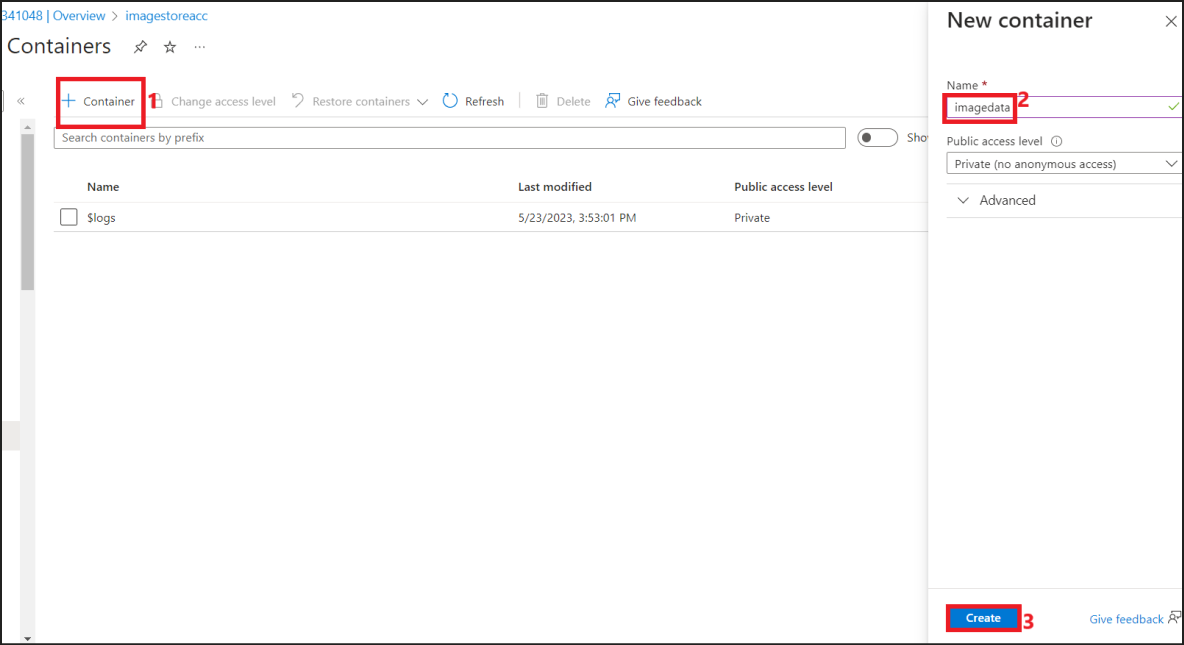 341048 | Overview > imagestoreacc
Containers ...
« + Container 1 Change access level Restore containers Refresh Delete Give feedback
Search containers by prefix
Name Last modified Public access level
$logs 5/23/2023, 3:53:01 PM Private
New container
Name *
imagedata 2
Public access level
Private (no anonymous access)
Advanced
Create 3 Give feedback